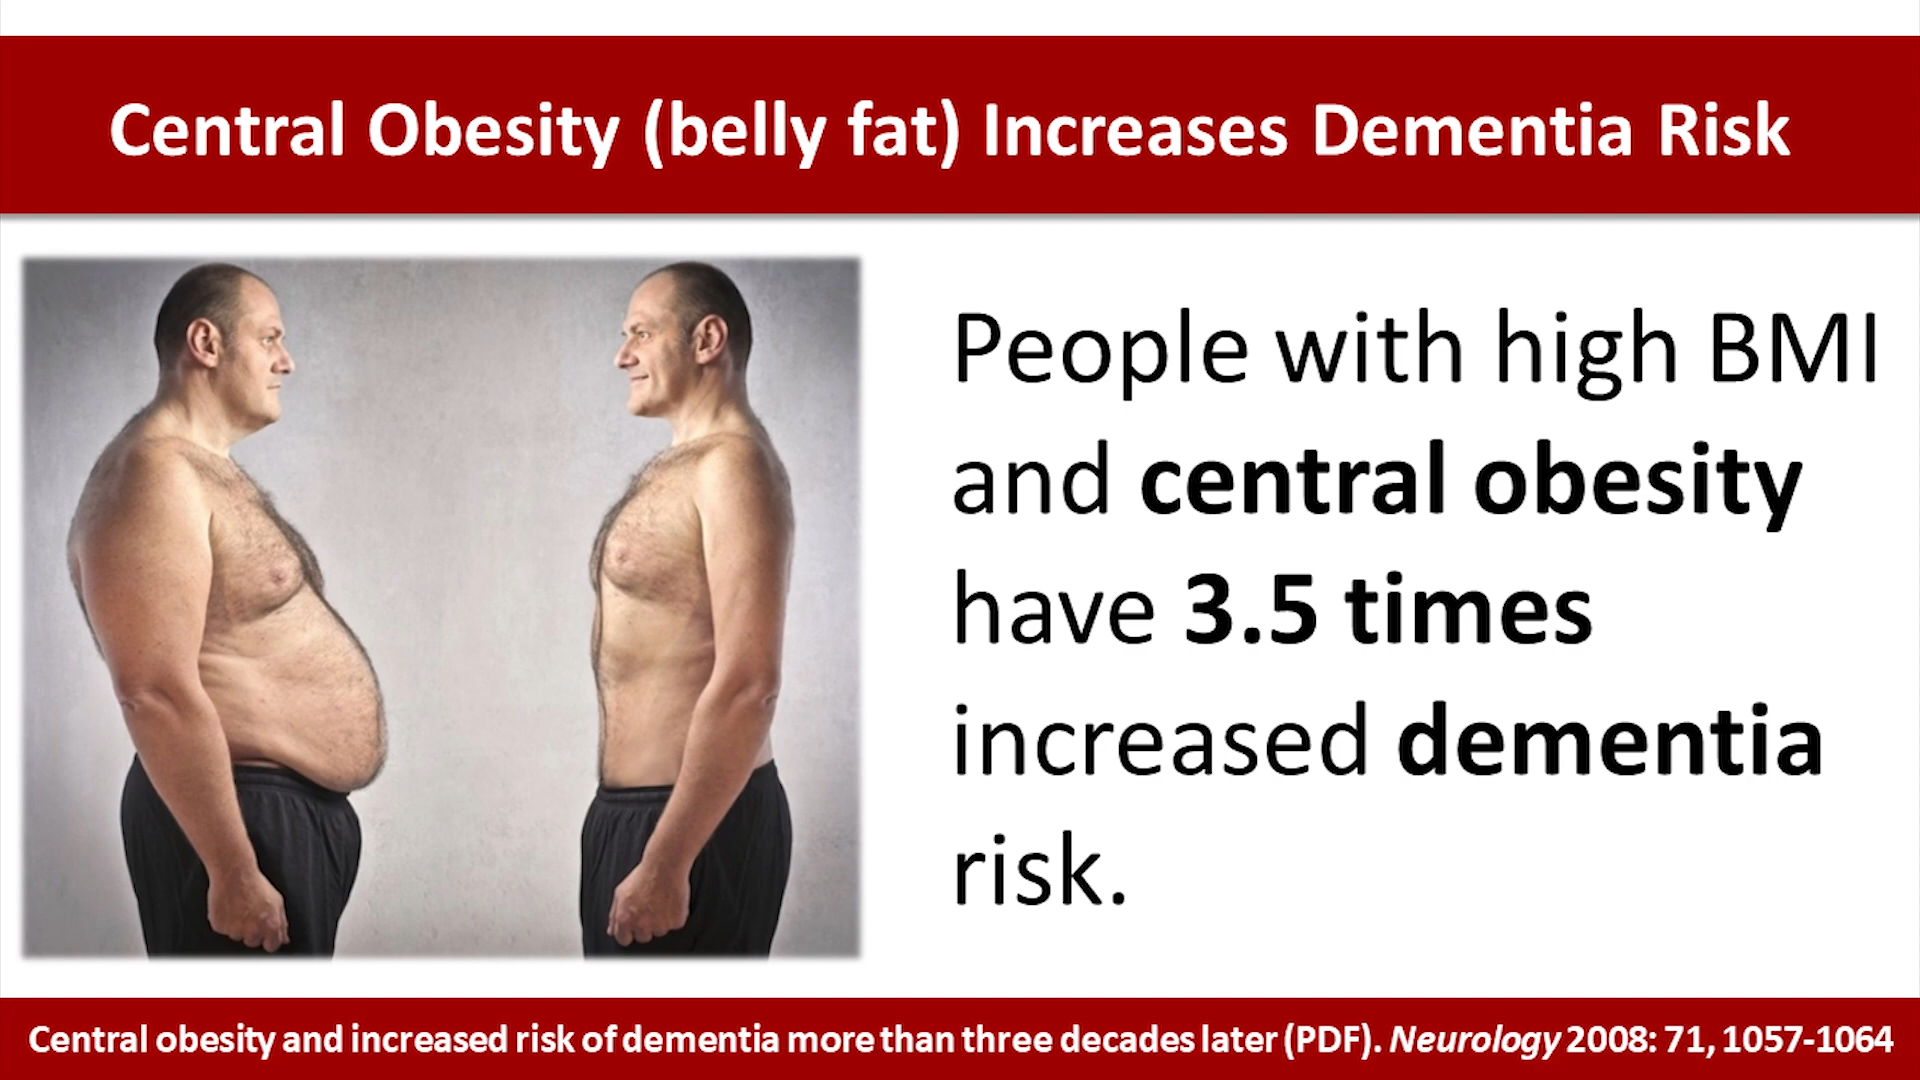 Central Obesity (belly fat) Increases Dementia Risk
People with high BMI
and central obesity
have 3.5 times
increased dementia
risk.
Central obesity and increased risk of dementia more than three decades later (PDF). Neurology 2008: 71, 1057-1064